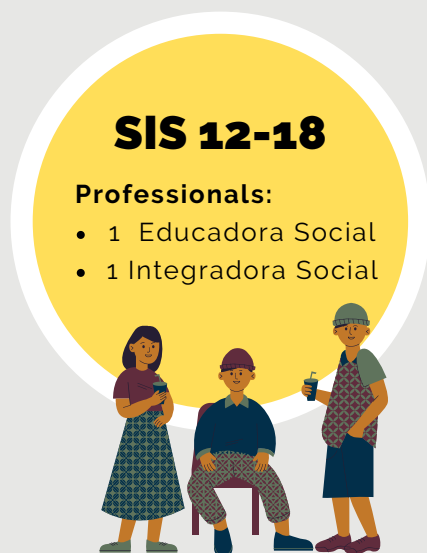 SIS 12-18
Professionals:
• 1 Educadora Social
• 1 Integradora Social